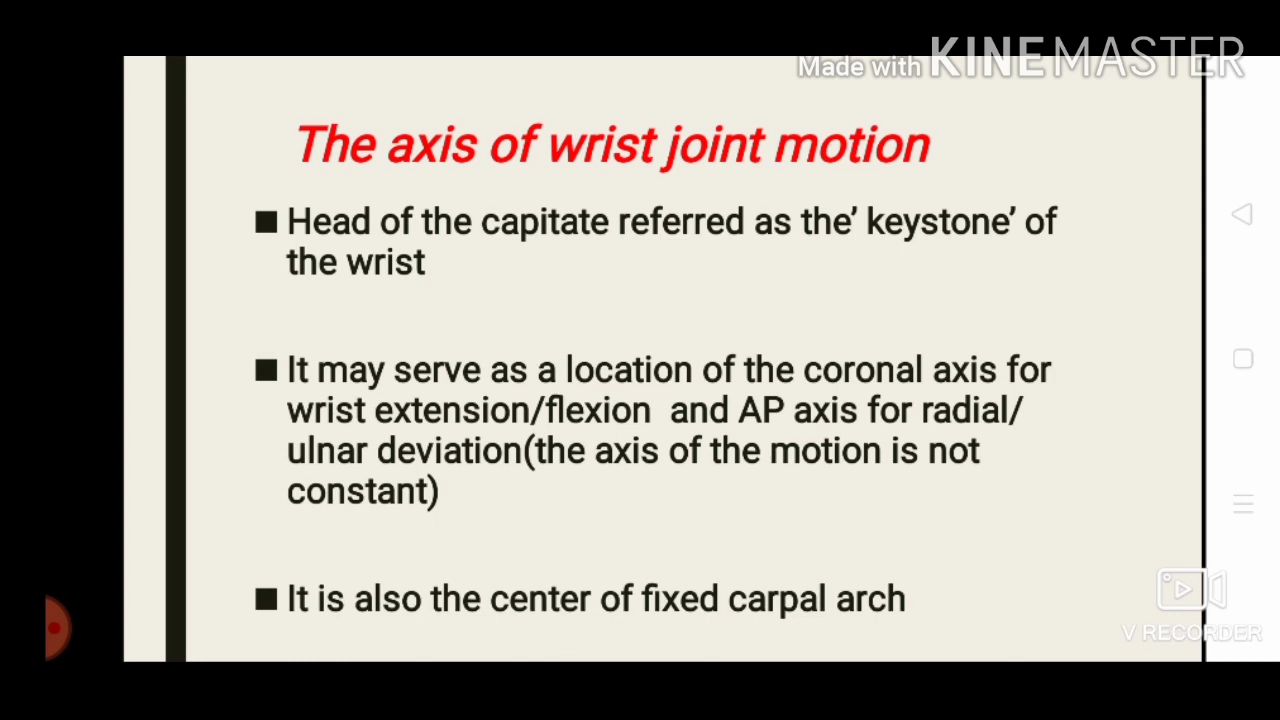 Made with KINEMASTER
The axis of wrist joint motion
■ Head of the capitate referred as the’ keystone’ of
the wrist
■ It may serve as a location of the coronal axis for
wrist extension/flexion and AP axis for radial/
ulnar deviation(the axis of the motion is not
constant)
■ It is also the center of fixed carpal arch
V RECORDER